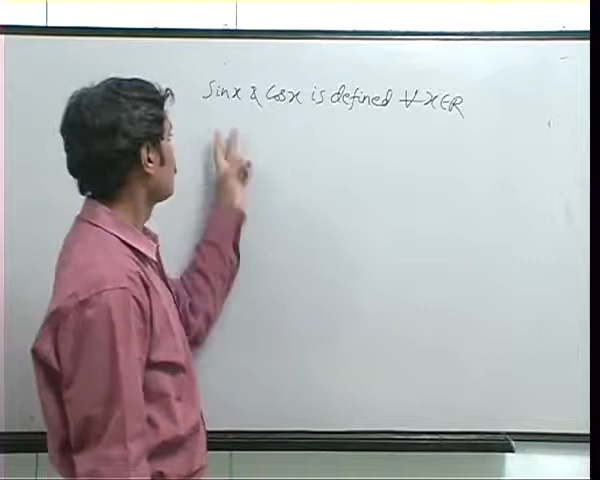 Sinx & Cosx is defined ∀ x∈R